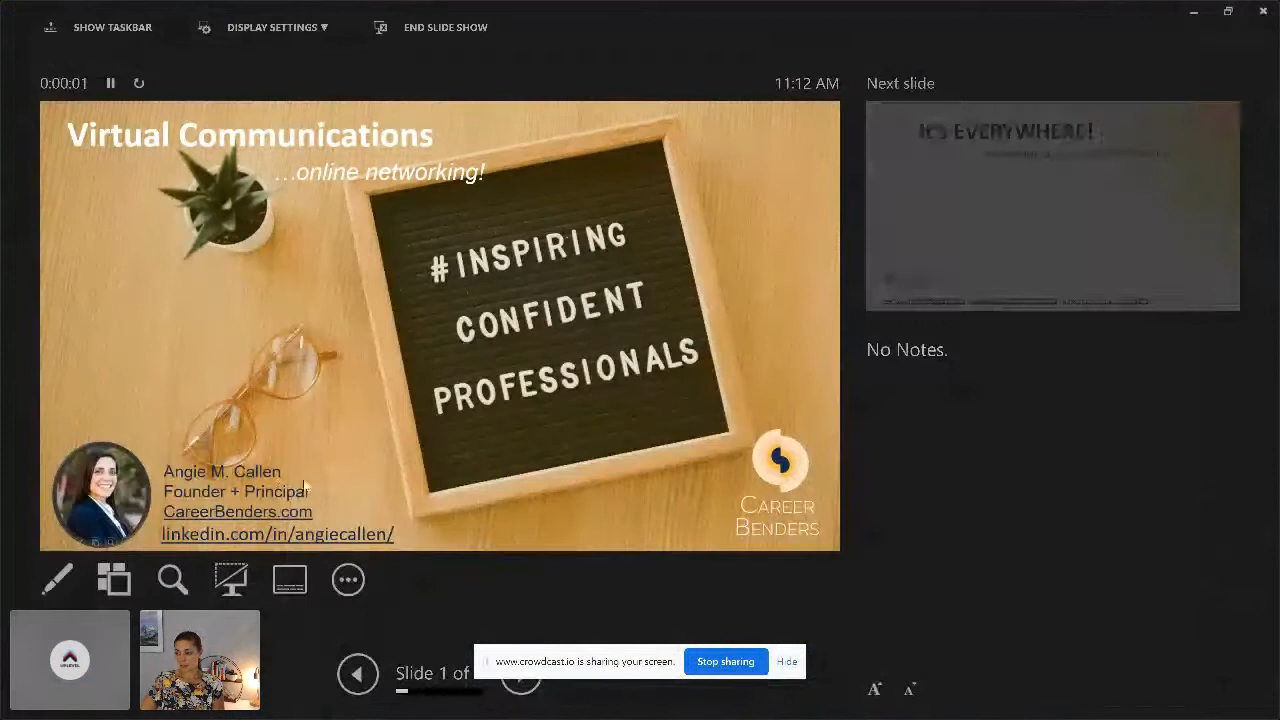 SHOW TASKBAR
DISPLAY SETTINGS ▼
END SLIDE SHOW
0:00:01
11:12 AM
Next slide
Virtual Communications
...online networking!
#INSPIRING
CONFIDENT
PROFESSIONALS
Angie M. Callen
Founder + Principal
CareerBenders.com
linkedin.com/in/angiecallen/
CAREER
BENDERS
IT'S EVERYWHERE!
No Notes.
www.crowdcast.io is sharing your screen.
Stop sharing
Hide
Slide 1 of
A A